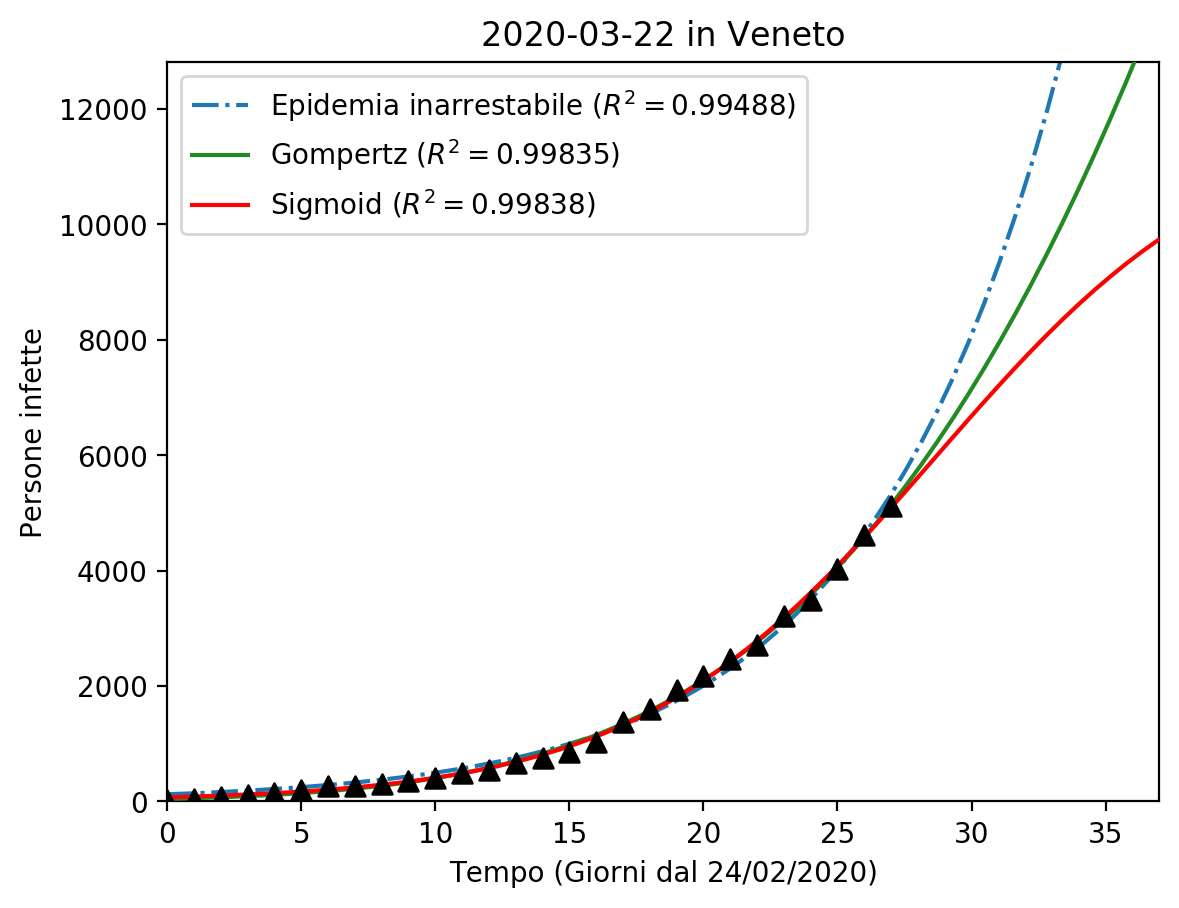 2020-03-22 in Veneto
Epidemia inarrestabile (R² = 0.99488)
Gompertz (R² = 0.99835)
Sigmoid (R² = 0.99838)
12000
10000
8000
6000
4000
2000
0
Persone infette
0 5 10 15 20 25 30 35
Tempo (Giorni dal 24/02/2020)